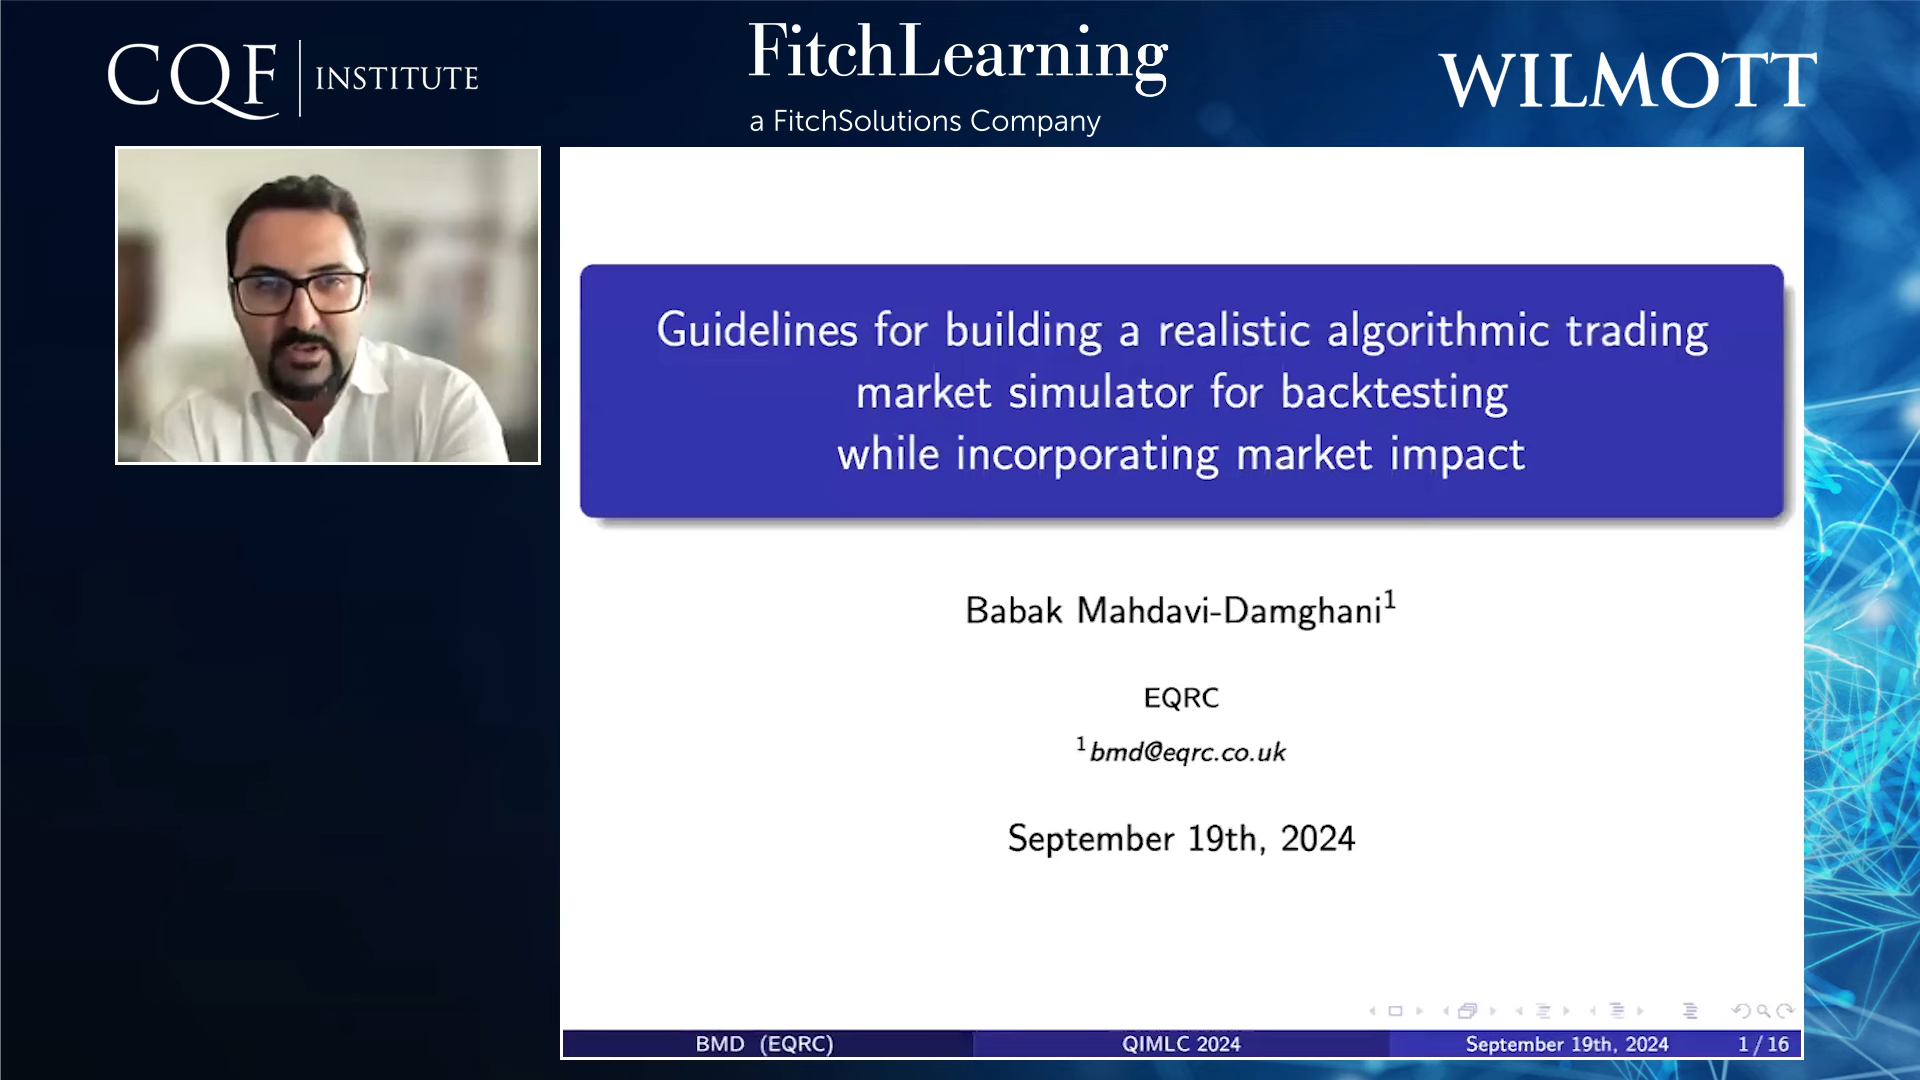 CQF INSTITUTE
FitchLearning
a FitchSolutions Company
WILMOTT
Guidelines for building a realistic algorithmic trading
market simulator for backtesting
while incorporating market impact
Babak Mahdavi-Damghani¹
EQRC
¹bmd@eqrc.co.uk
September 19th, 2024
BMD (EQRC) QIMLC 2024 September 19th, 2024 1 / 16